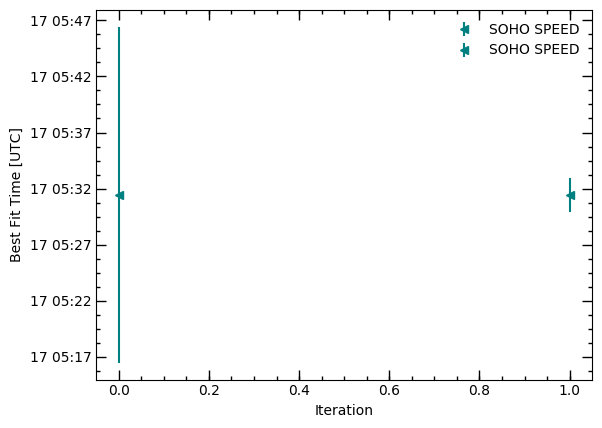 17 05:47
17 05:42
17 05:37
17 05:32
17 05:27
17 05:22
17 05:17
Best Fit Time [UTC]
SOHO SPEED
SOHO SPEED
0.0 0.2 0.4 0.6 0.8 1.0
Iteration